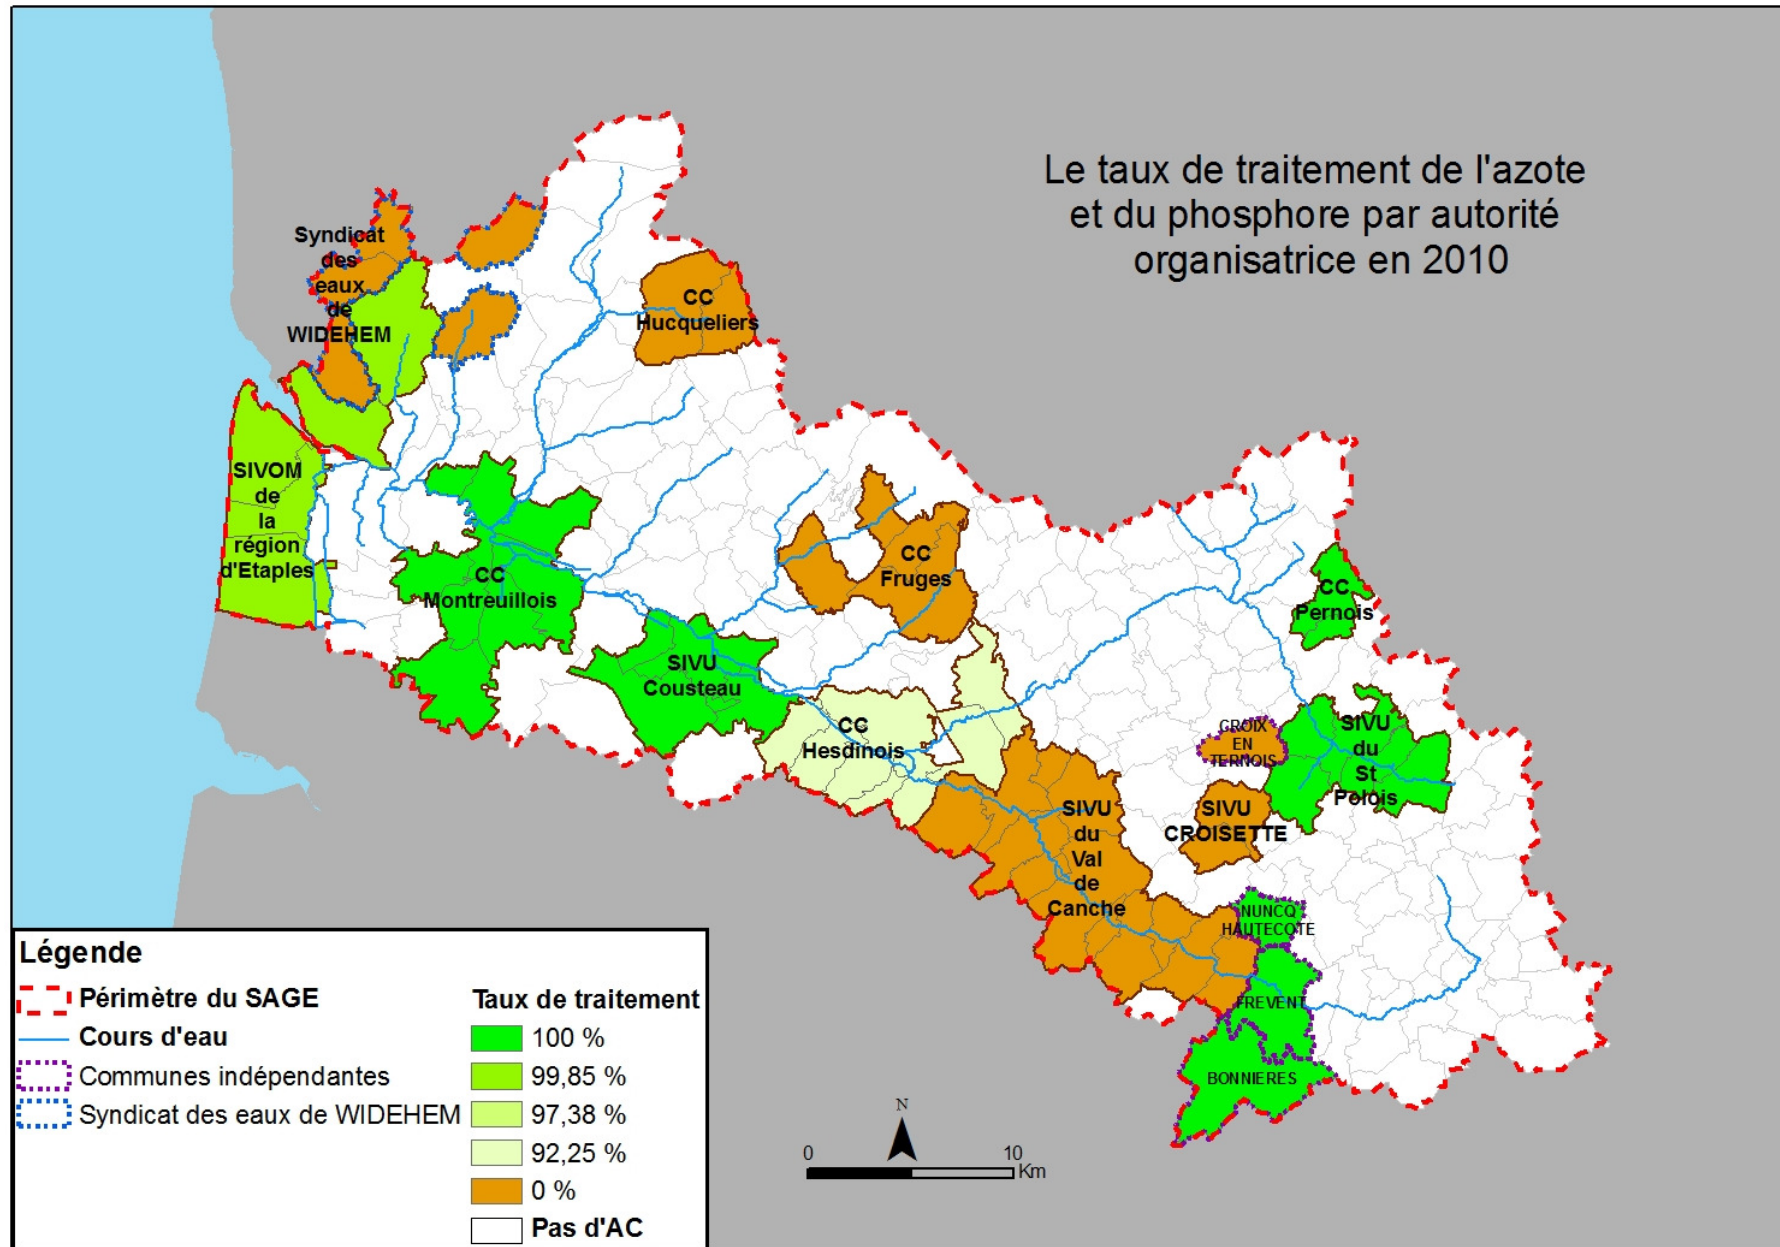 Le taux de traitement de l'azote
et du phosphore par autorité
organisatrice en 2010
Syndicat
des
eaux
de
WIDEHEM
CC
Hucqueliers
SIVOM
de
la
région
d'Etaples
CC
Montreuillois
CC
Fruges
CC
Pernois
SIVU
Cousteau
CC
Hesdinois
CROIX
EN
TERNOIS
SIVU
du
St
Polois
SIVU
CROISETTE
SIVU
du
Val
de
Canche
NUNCQ
HAUTECOTE
FREVENT
BONNIERES
Légende
Périmètre du SAGE
Cours d'eau
Communes indépendantes
Syndicat des eaux de WIDEHEM
Taux de traitement
100 %
99,85 %
97,38 %
92,25 %
0 %
Pas d'AC
N
0 10
Km